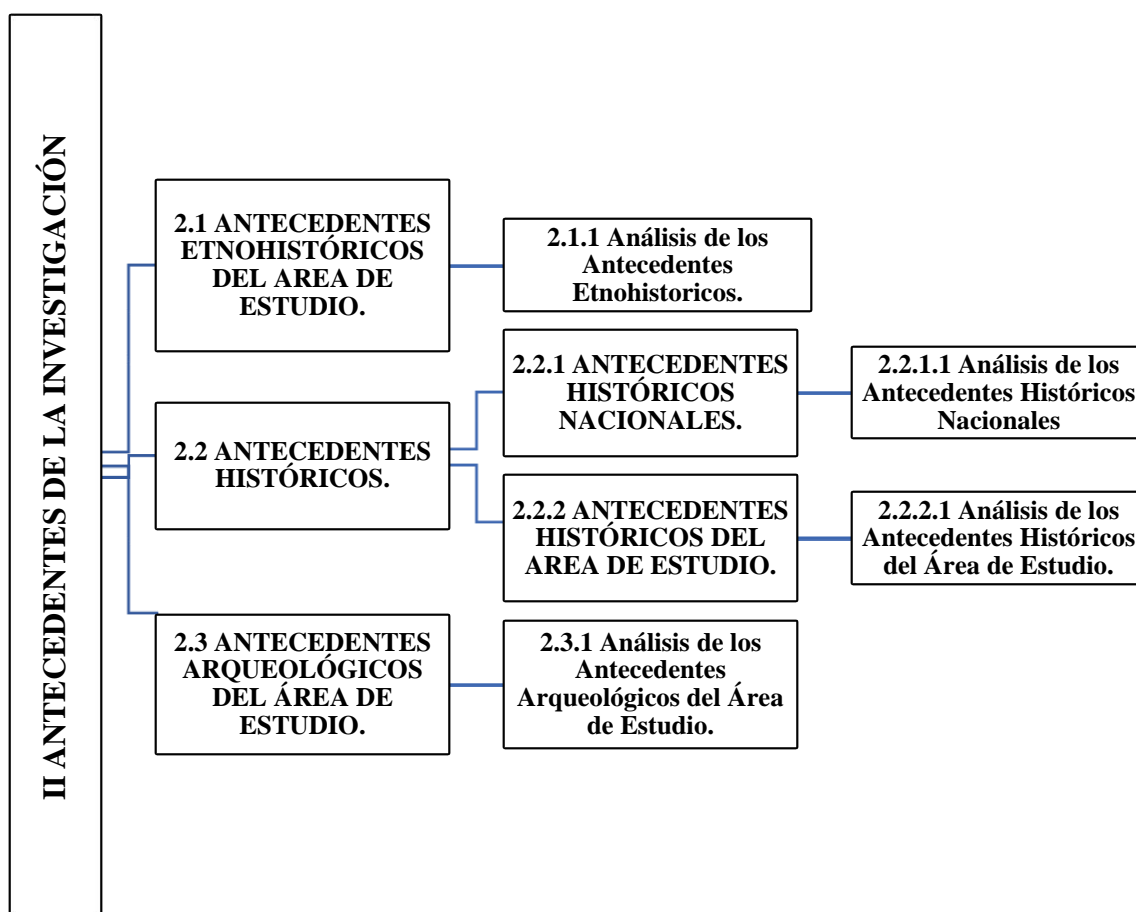 II ANTECEDENTES DE LA INVESTIGACIÓN
2.1 ANTECEDENTES
ETNOHISTÓRICOS
DEL AREA DE
ESTUDIO.
2.1.1 Análisis de los
Antecedentes
Etnohistoricos.
2.2 ANTECEDENTES
HISTÓRICOS.
2.2.1 ANTECEDENTES
HISTÓRICOS
NACIONALES.
2.2.1.1 Análisis de los
Antecedentes Históricos
Nacionales
2.2.2 ANTECEDENTES
HISTÓRICOS DEL
AREA DE ESTUDIO.
2.2.2.1 Análisis de los
Antecedentes Históricos
del Área de Estudio.
2.3 ANTECEDENTES
ARQUEOLÓGICOS
DEL ÁREA DE
ESTUDIO.
2.3.1 Análisis de los
Antecedentes
Arqueológicos del Área
de Estudio.